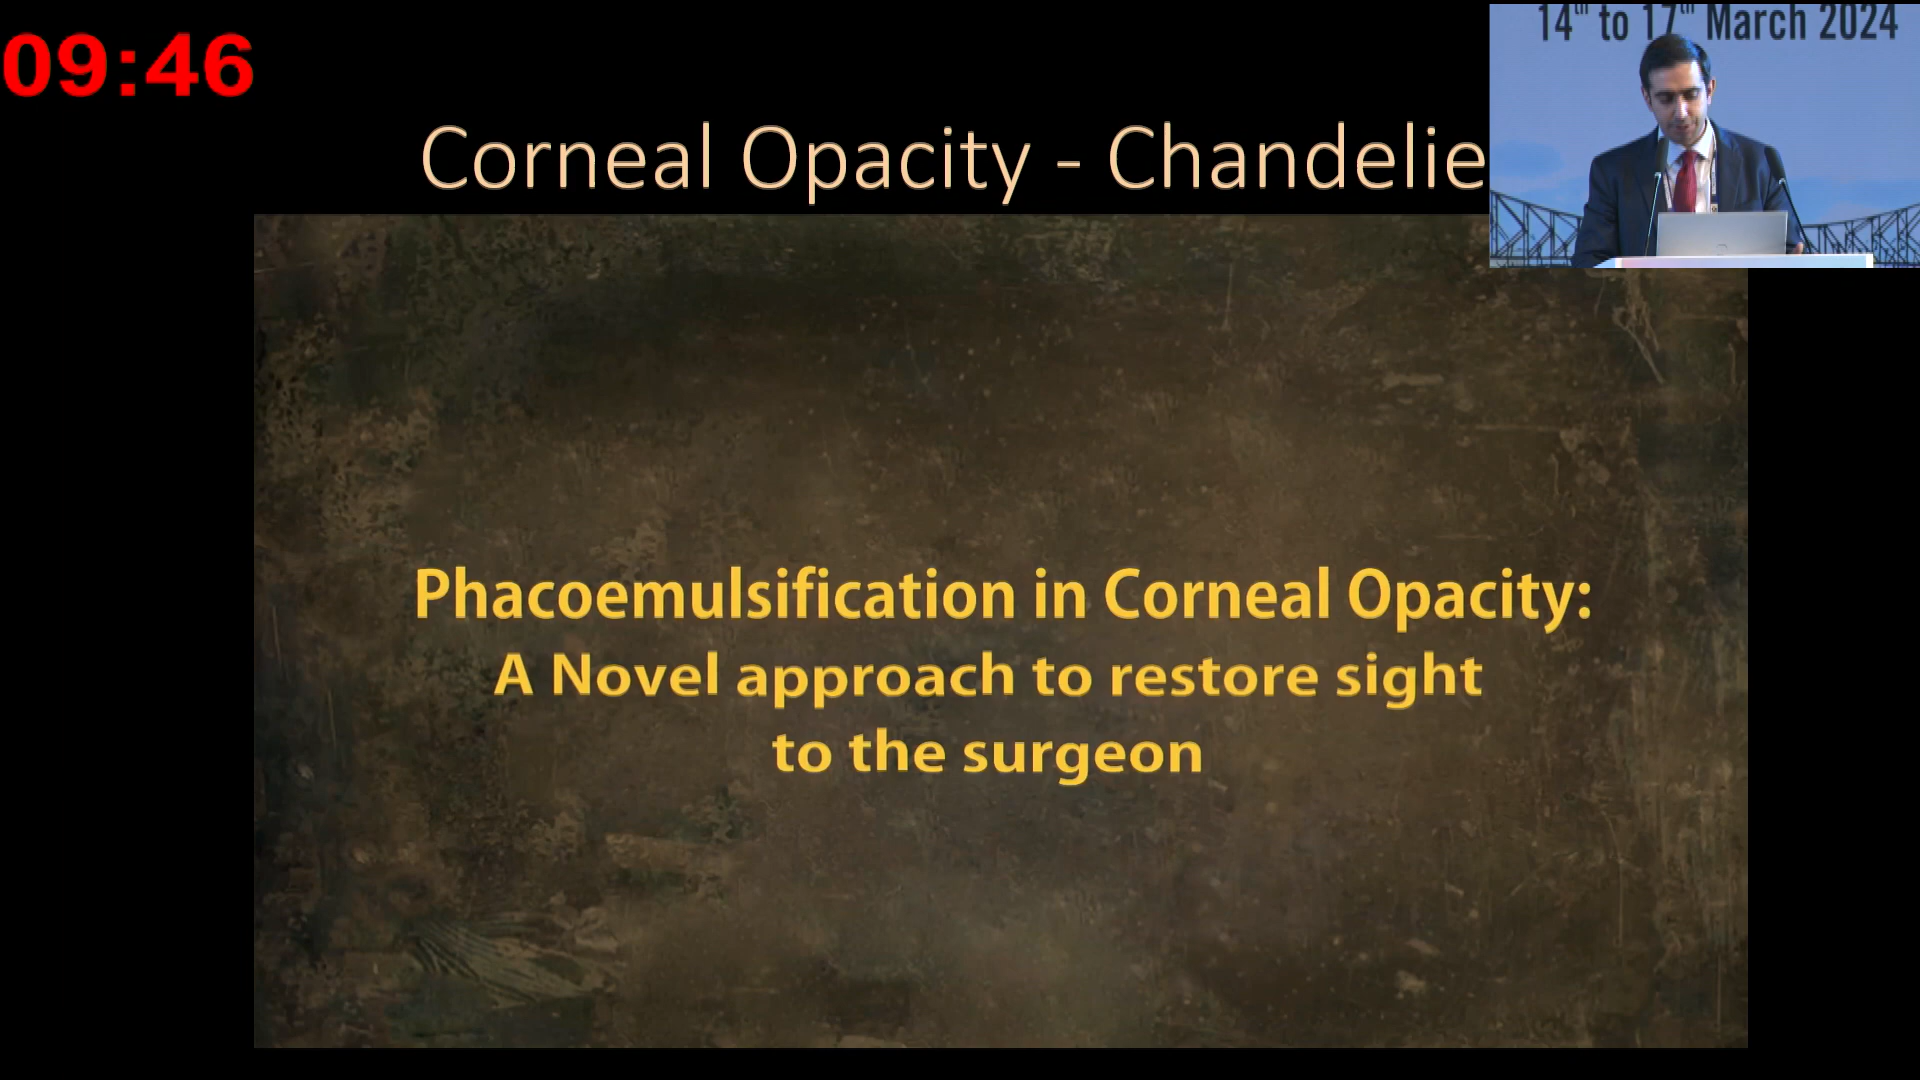 09:46
14th to 17th March 2024
Corneal Opacity - Chandelie
Phacoemulsification in Corneal Opacity:
A Novel approach to restore sight
to the surgeon